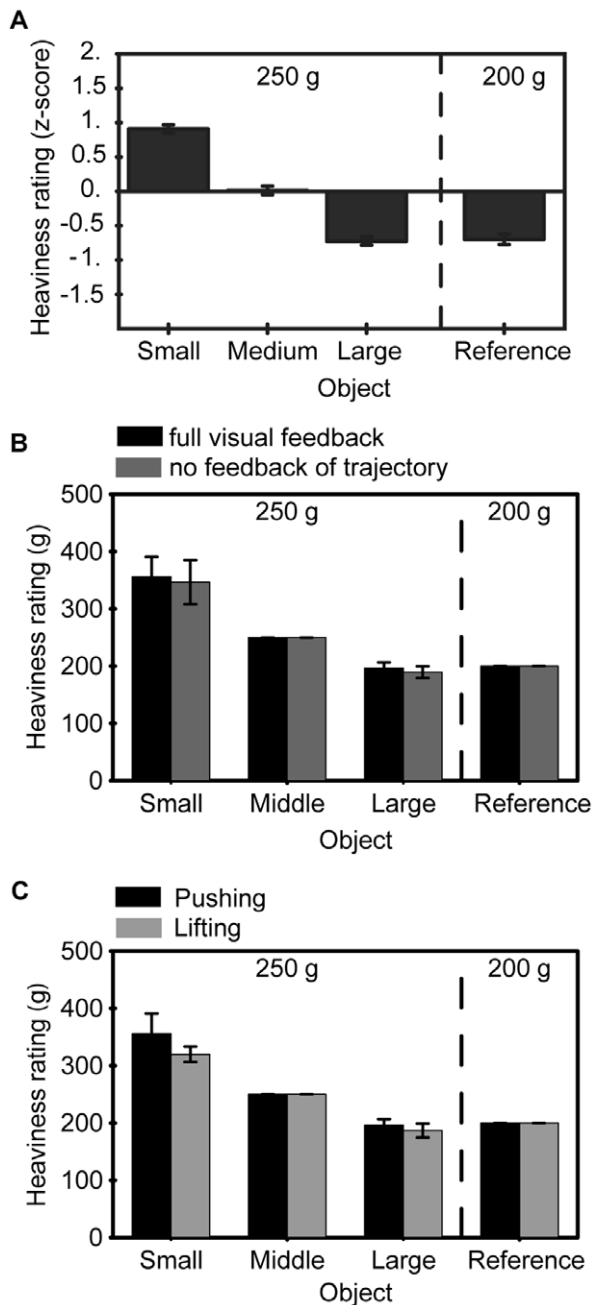 A
Heaviness rating (z-score)
2.
1.5
1.
0.5
0.
-0.5
-1.
-1.5
250 g
200 g
Small Medium Large Reference
Object
full visual feedback
B
no feedback of trajectory
Heaviness rating (g)
500
400
300
200
100
0
250 g
200 g
Small Middle Large Reference
Object
C
Pushing
Lifting
Heaviness rating (g)
500
400
300
200
100
0
250 g
200 g
Small Middle Large Reference
Object